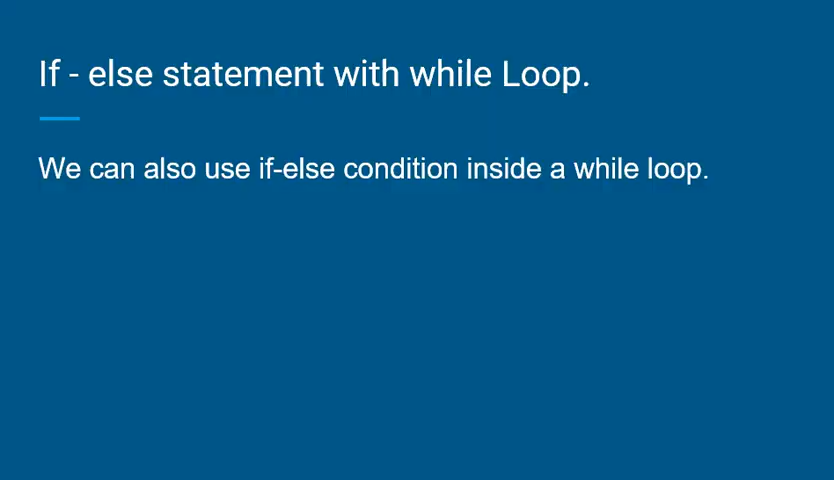 If - else statement with while Loop.
We can also use if-else condition inside a while loop.